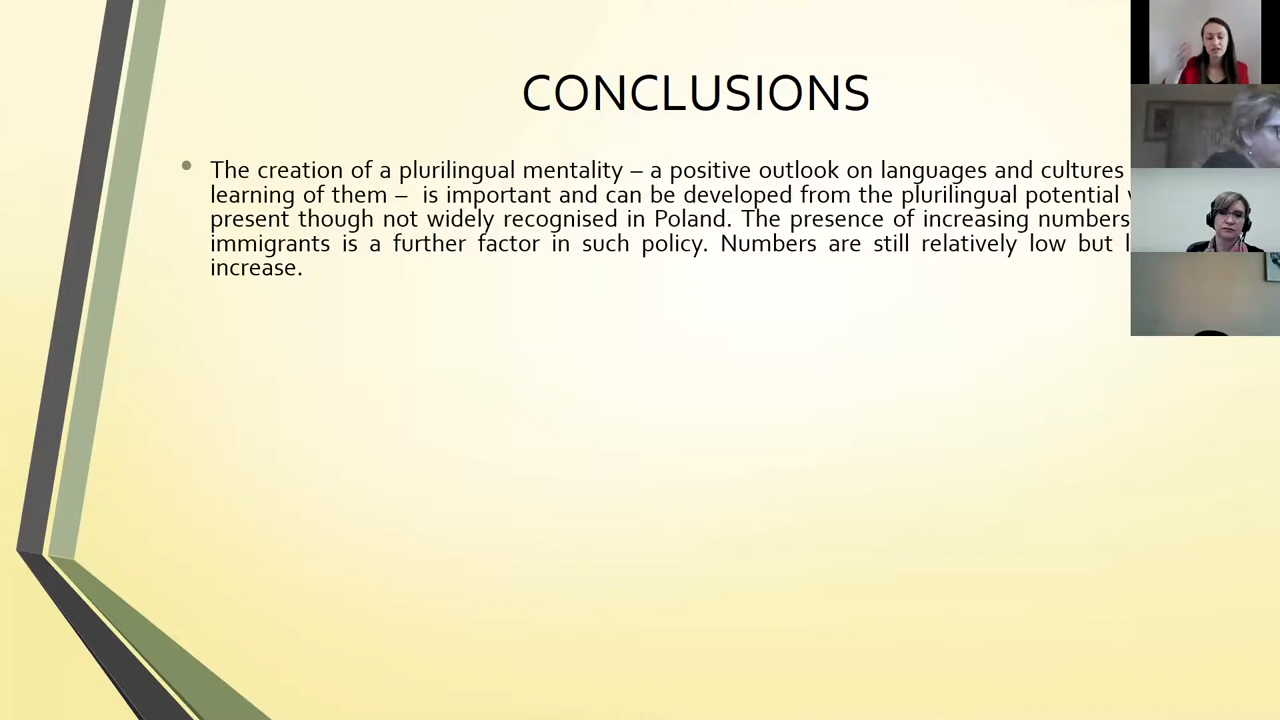 CONCLUSIONS
• The creation of a plurilingual mentality – a positive outlook on languages and cultures
learning of them – is important and can be developed from the plurilingual potential
present though not widely recognised in Poland. The presence of increasing numbers
immigrants is a further factor in such policy. Numbers are still relatively low but
increase.